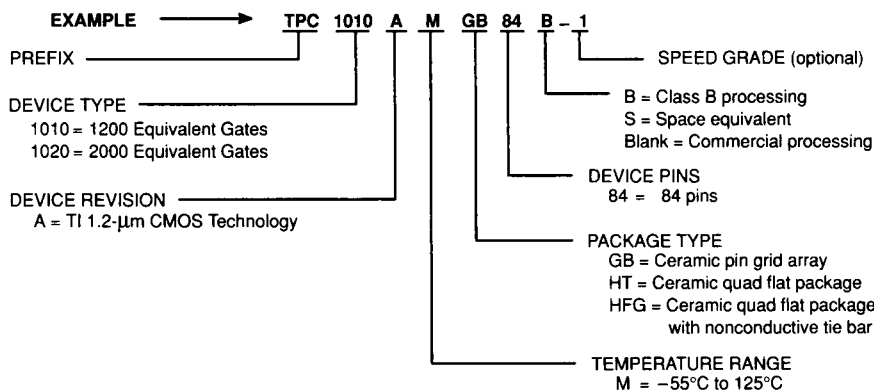 EXAMPLE TPC 1010 A M GB 84 B – 1
PREFIX
SPEED GRADE (optional)
DEVICE TYPE
1010 = 1200 Equivalent Gates
1020 = 2000 Equivalent Gates
B = Class B processing
S = Space equivalent
Blank = Commercial processing
DEVICE REVISION
A = TI 1.2-μm CMOS Technology
DEVICE PINS
84 = 84 pins
PACKAGE TYPE
GB = Ceramic pin grid array
HT = Ceramic quad flat package
HFG = Ceramic quad flat package
with nonconductive tie bar
TEMPERATURE RANGE
M = −55°C to 125°C